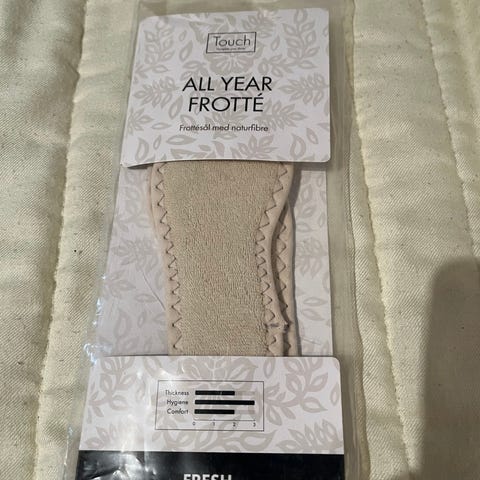 Touch
ALL YEAR
FROTTÉ
Frottésål med naturfibre
Thickness
Hygiene
Comfort
0 1 2 3
FRESH